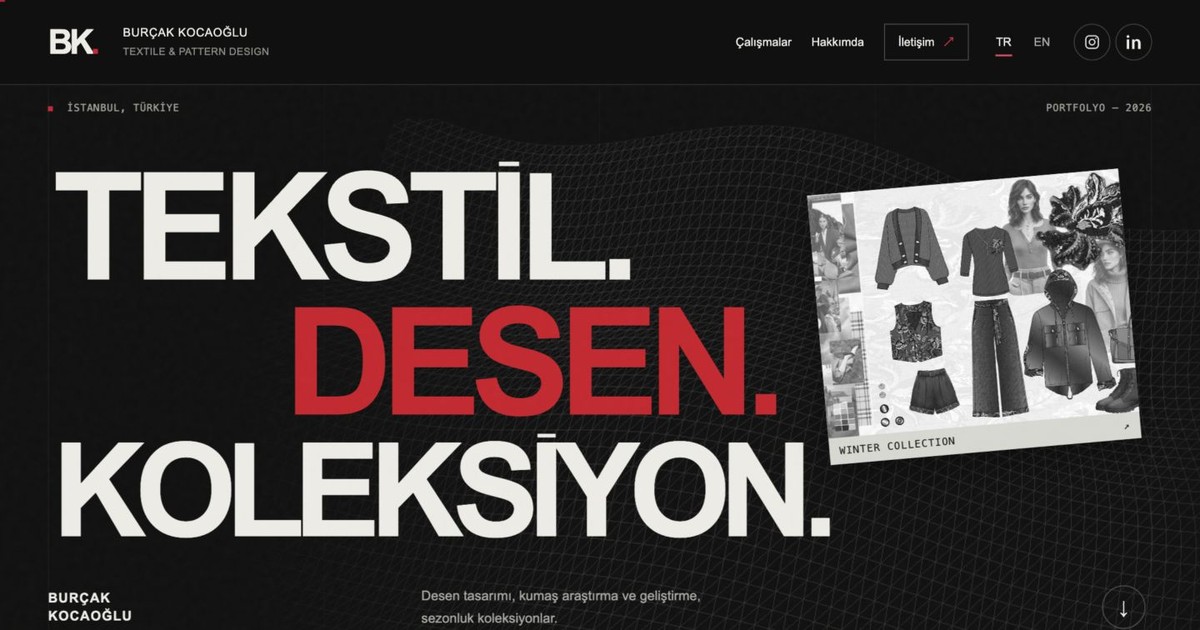 BK.
BURÇAK KOCAOĞLU
TEXTILE & PATTERN DESIGN
Çalışmalar
Hakkımda
İletişim ↗
TR
EN
in
İSTANBUL, TÜRKİYE
PORTFOLYO — 2026
TEKSTİL.
DESEN.
KOLEKSİYON.
WINTER COLLECTION ↗
BURÇAK
KOCAOĞLU
Desen tasarımı, kumaş araştırma ve geliştirme,
sezonluk koleksiyonlar.
↓